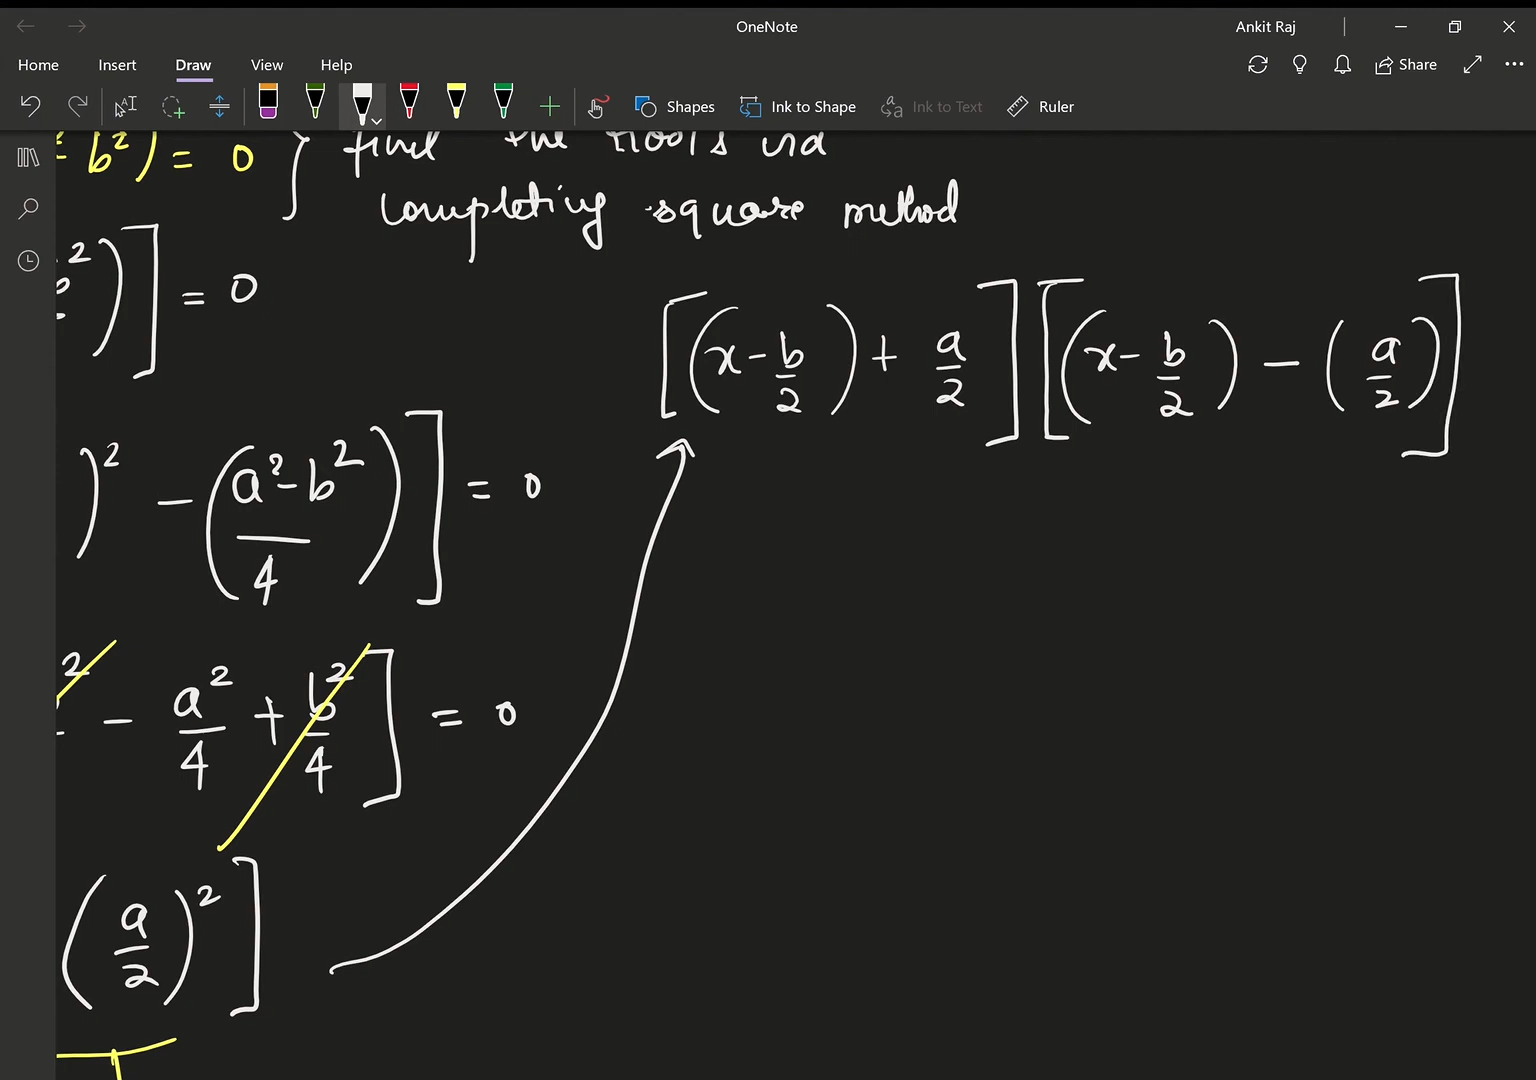 OneNote
Ankit Raj
Home Insert Draw View Help
Share
Shapes Ink to Shape Ink to Text Ruler
- b²) = 0 } find the roots via
completing square method
²)] = 0
[(x - b/2) + a/2] [(x - b/2) - (a/2)]
)² - (a² - b²/4)] = 0
² - a²/4 + b²/4] = 0
(a/2)²]